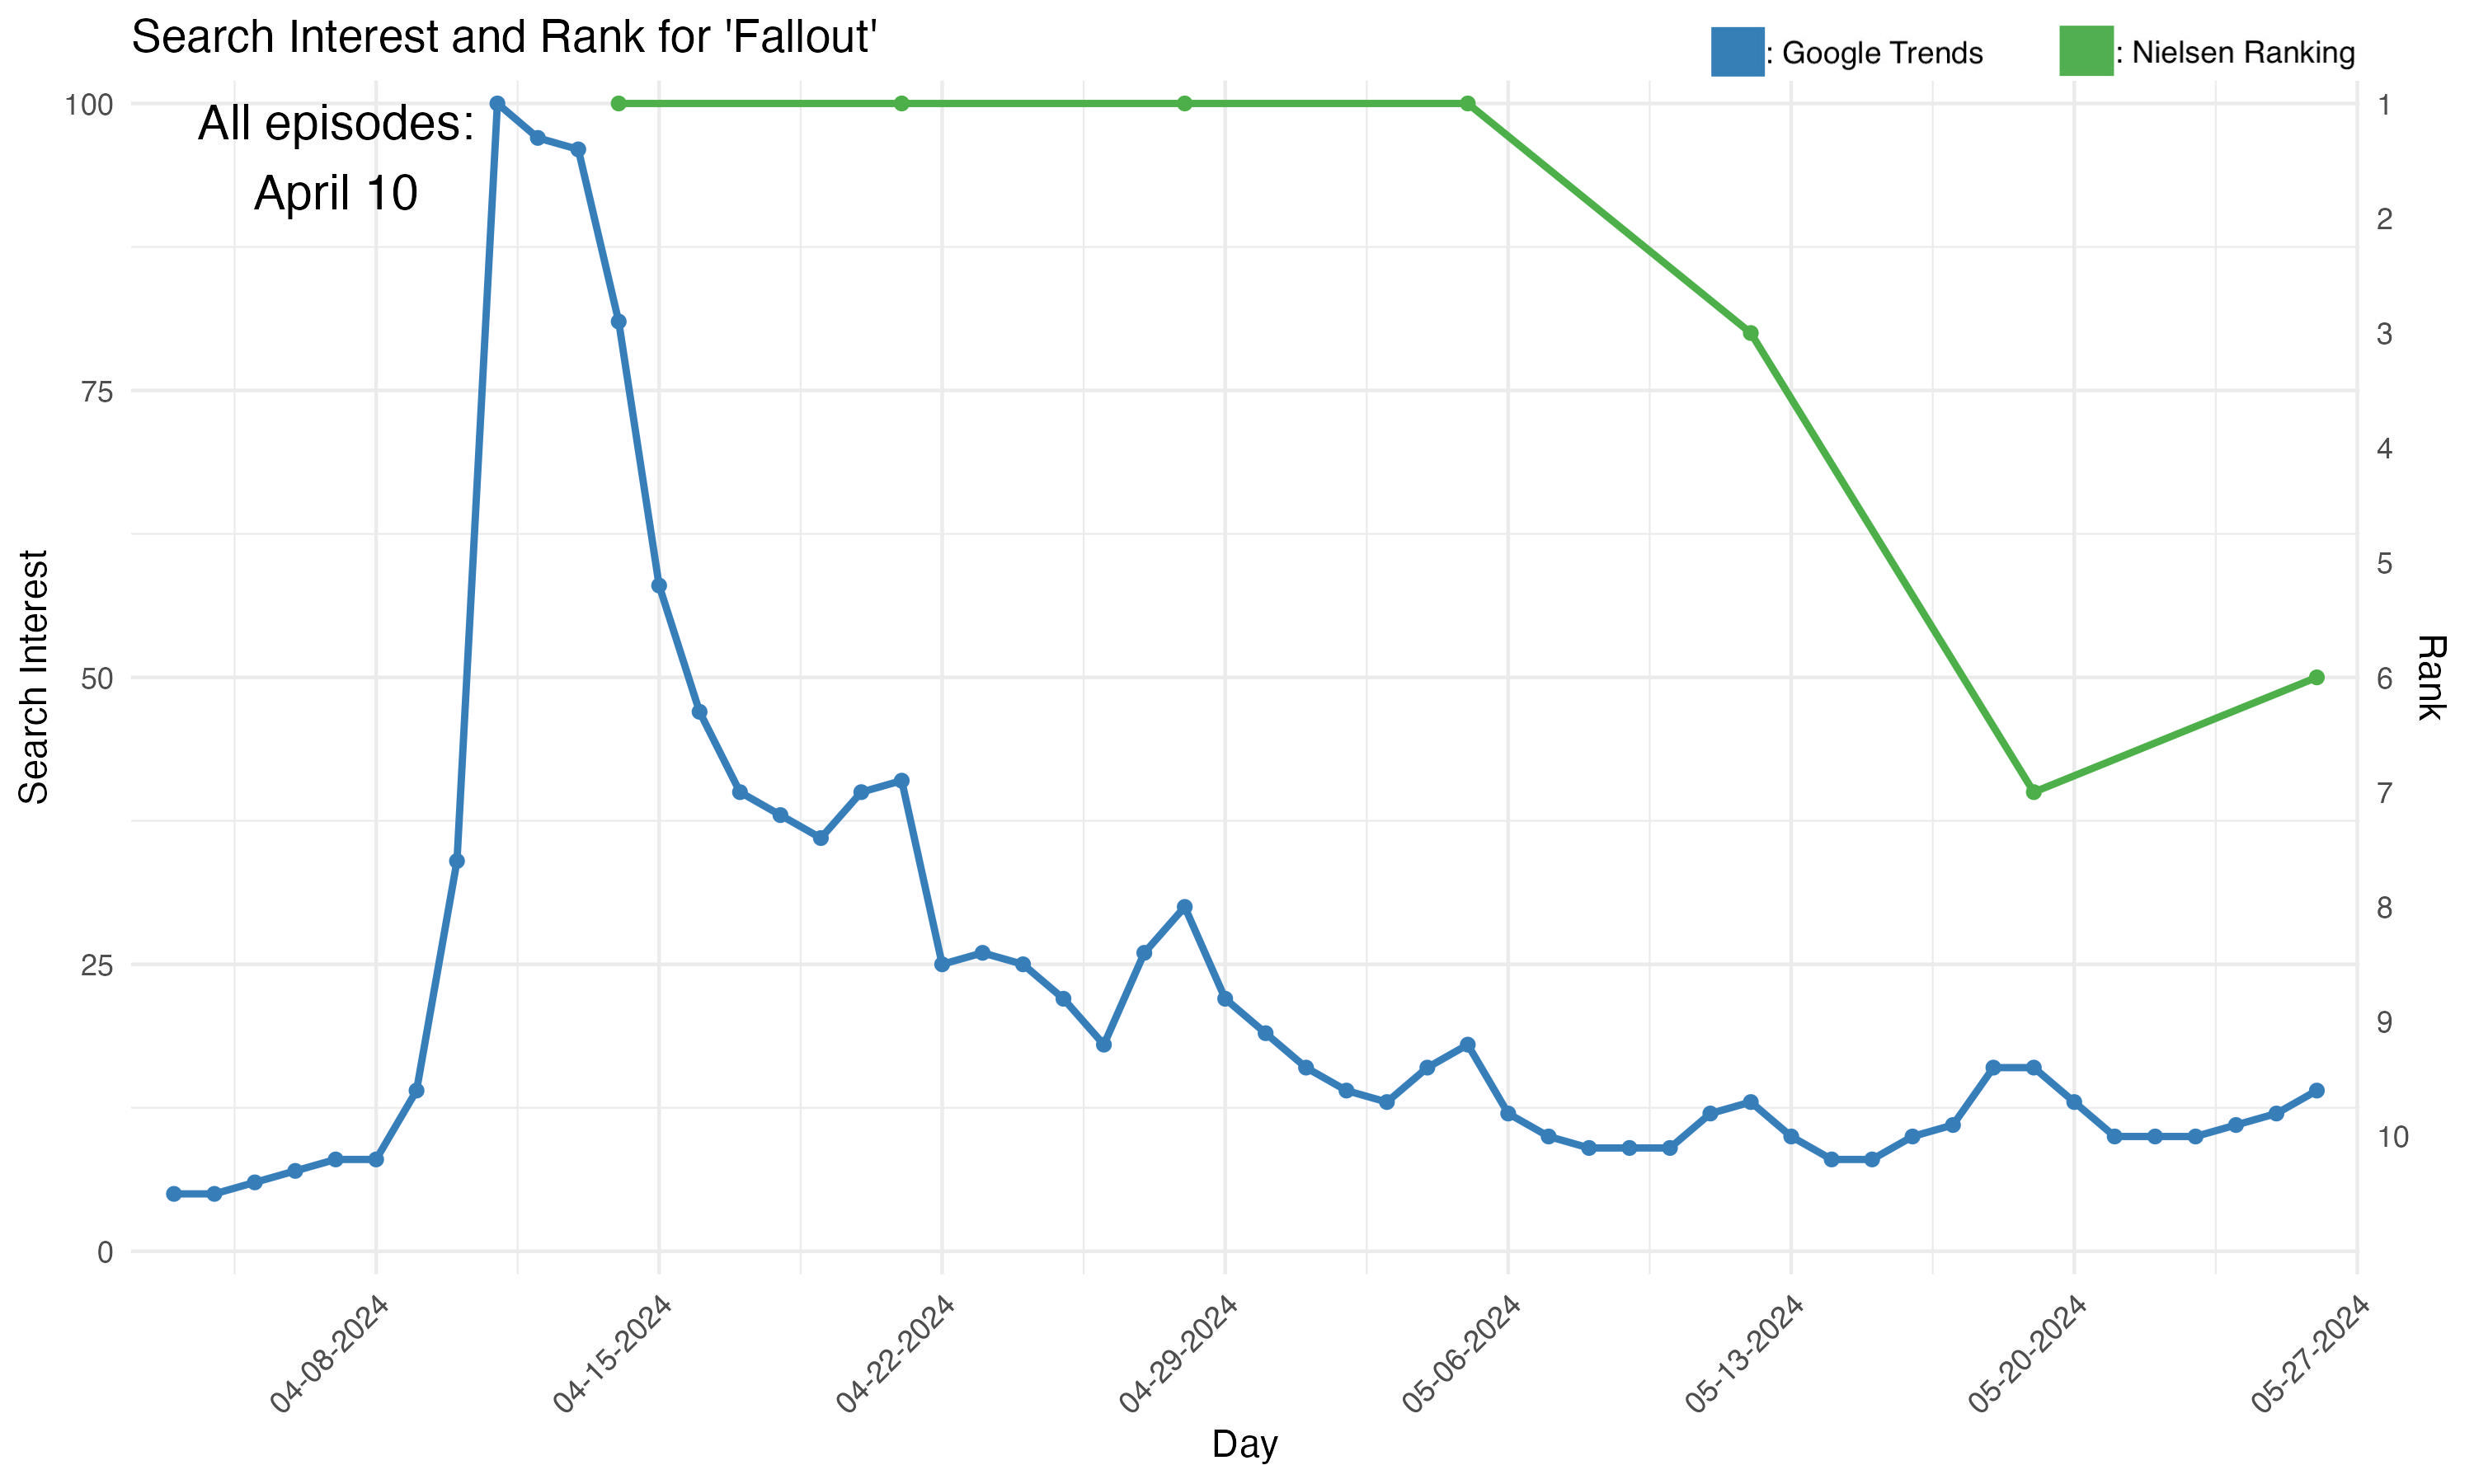 Search Interest and Rank for 'Fallout'
: Google Trends
: Nielsen Ranking
All episodes:
April 10
100
75
50
25
0
Search Interest
1
2
3
4
5
6
7
8
9
10
Rank
04-08-2024
04-15-2024
04-22-2024
04-29-2024
05-06-2024
05-13-2024
05-20-2024
05-27-2024
Day